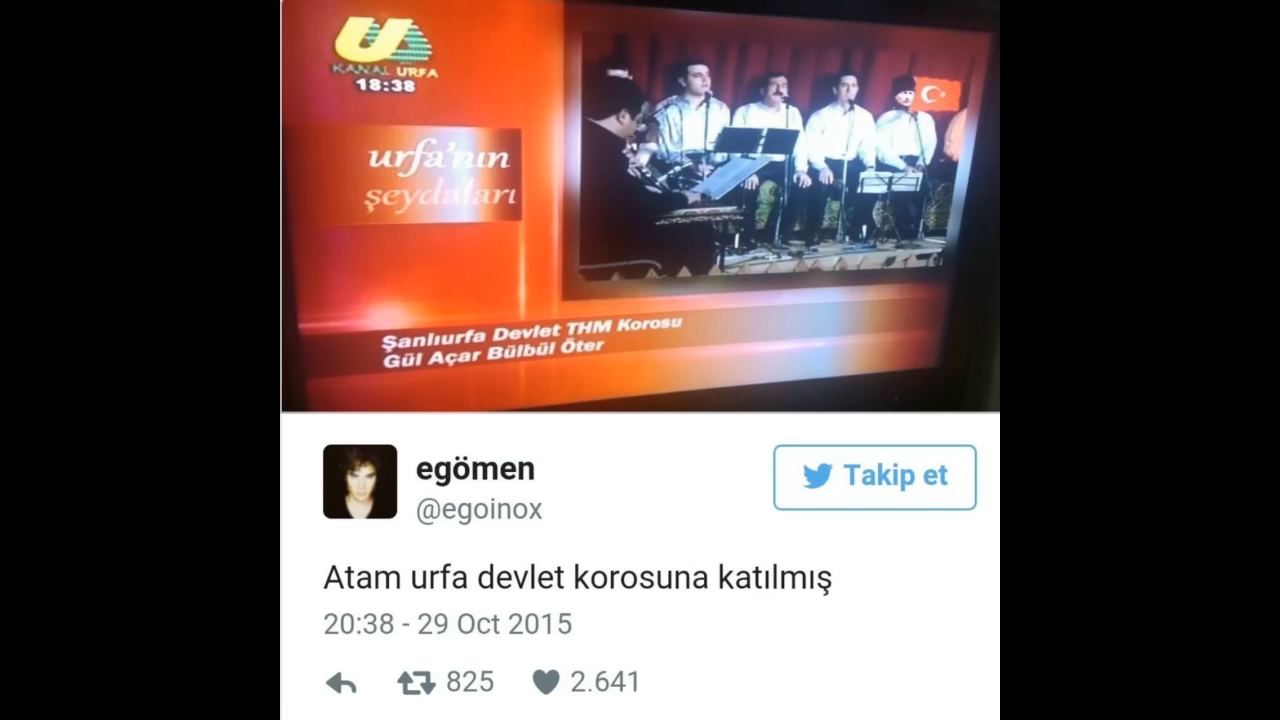 KANAL URFA
18:38
urfa'nın
şeydaları
Şanlıurfa Devlet THM Korosu
Gül Açar Bülbül Öter
egömen
@egoinox
Takip et
Atam urfa devlet korosuna katılmış
20:38 - 29 Oct 2015
825 2.641